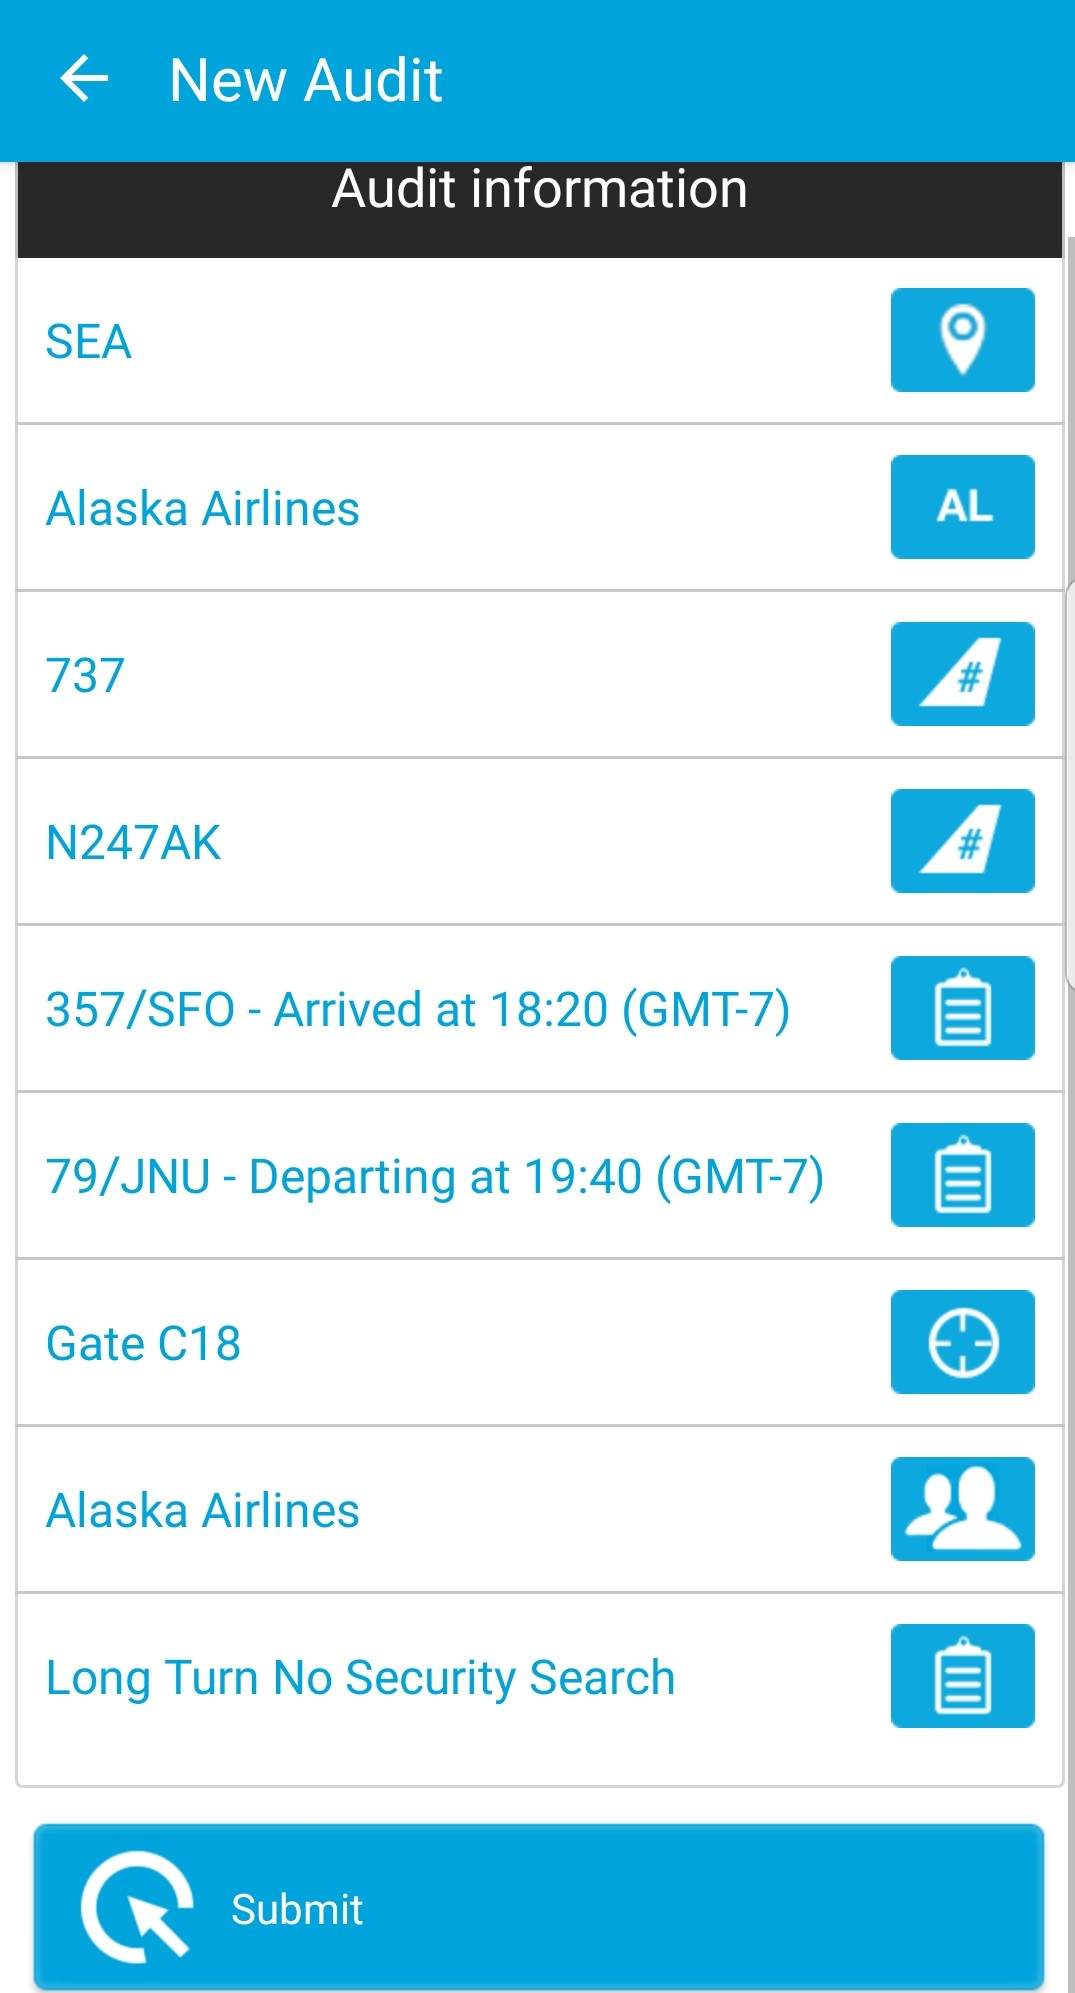 New Audit
Audit information
SEA
Alaska Airlines
AL
737
#
N247AK
#
357/SFO - Arrived at 18:20 (GMT-7)
79/JNU - Departing at 19:40 (GMT-7)
Gate C18
Alaska Airlines
Long Turn No Security Search
Submit